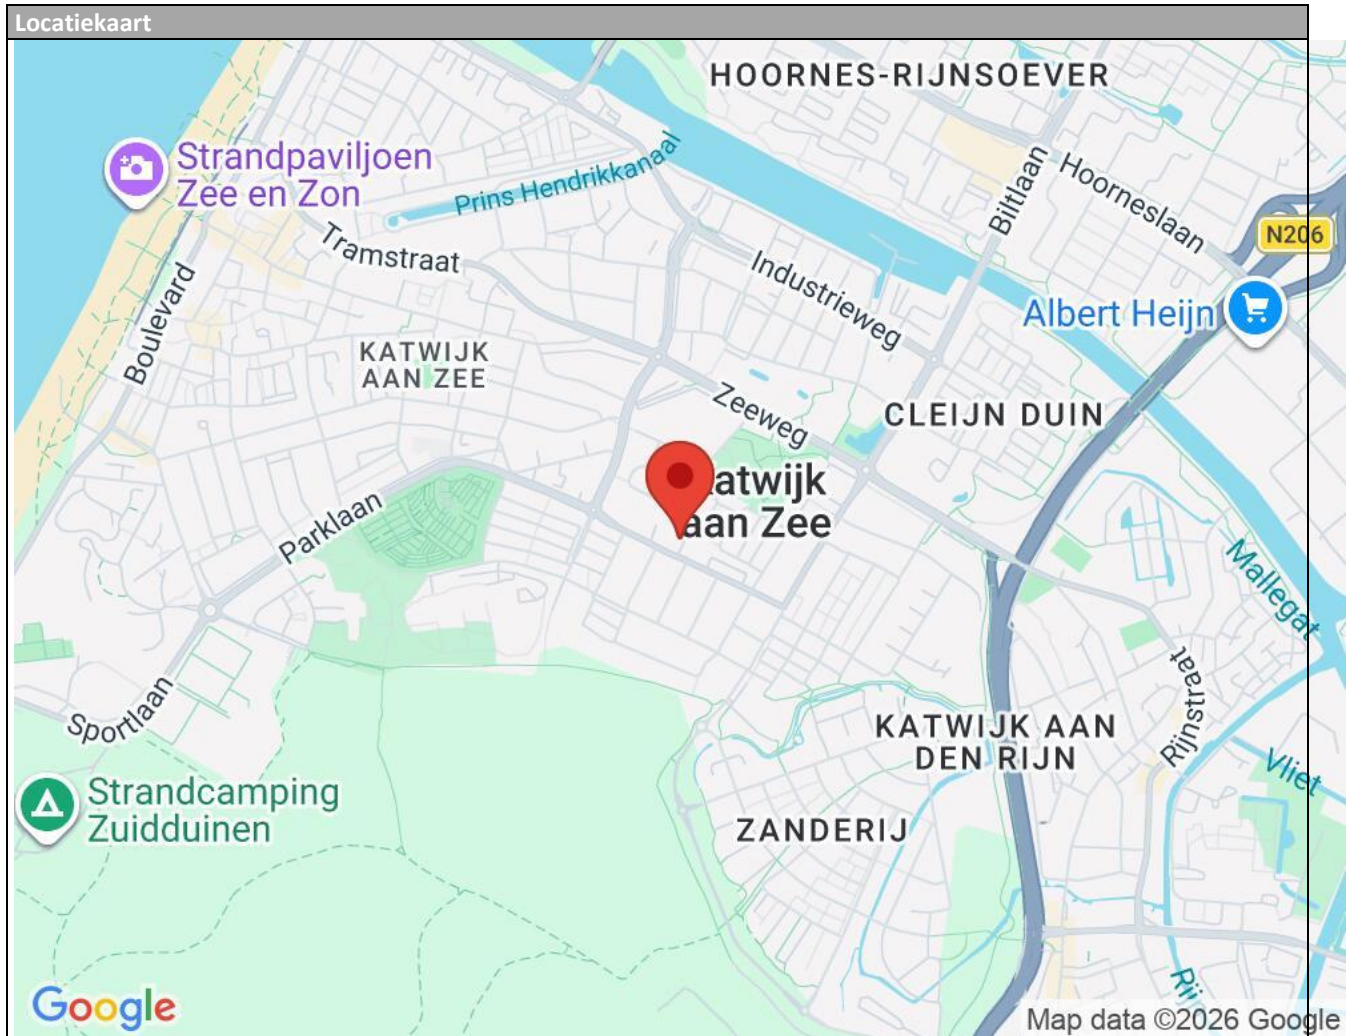 Locatiekaart
HOORNES-RIJNSOEVER
Strandpaviljoen
Zee en Zon
Prins Hendrikkanaal
Biltlaan
Hoorneslaan
N206
Tramstraat
Industrieweg
Boulevard
Albert Heijn
KATWIJK
AAN ZEE
Zeeweg
CLEIJN DUIN
atwijk
aan Zee
Parklaan
Mallegat
Sportlaan
Rijnstraat
KATWIJK AAN
DEN RIJN
Vliet
Strandcamping
Zuidduinen
ZANDERIJ
Rij
Google
Map data ©2026 Google